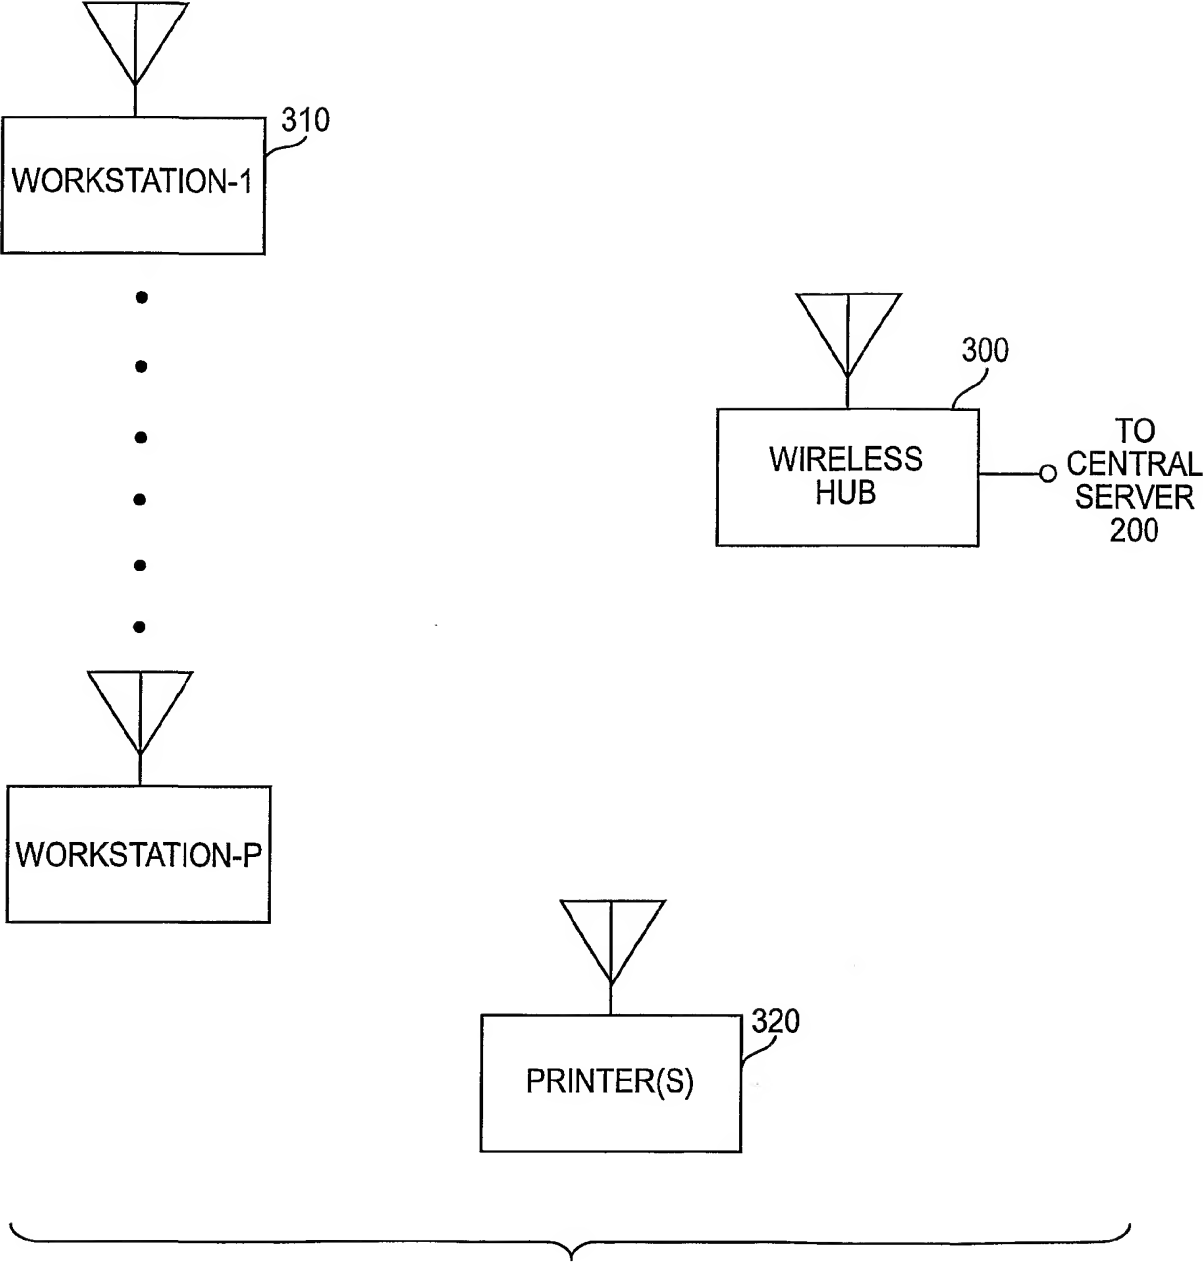 310
WORKSTATION-1
300
WIRELESS
HUB
TO
CENTRAL
SERVER
200
WORKSTATION-P
320
PRINTER(S)